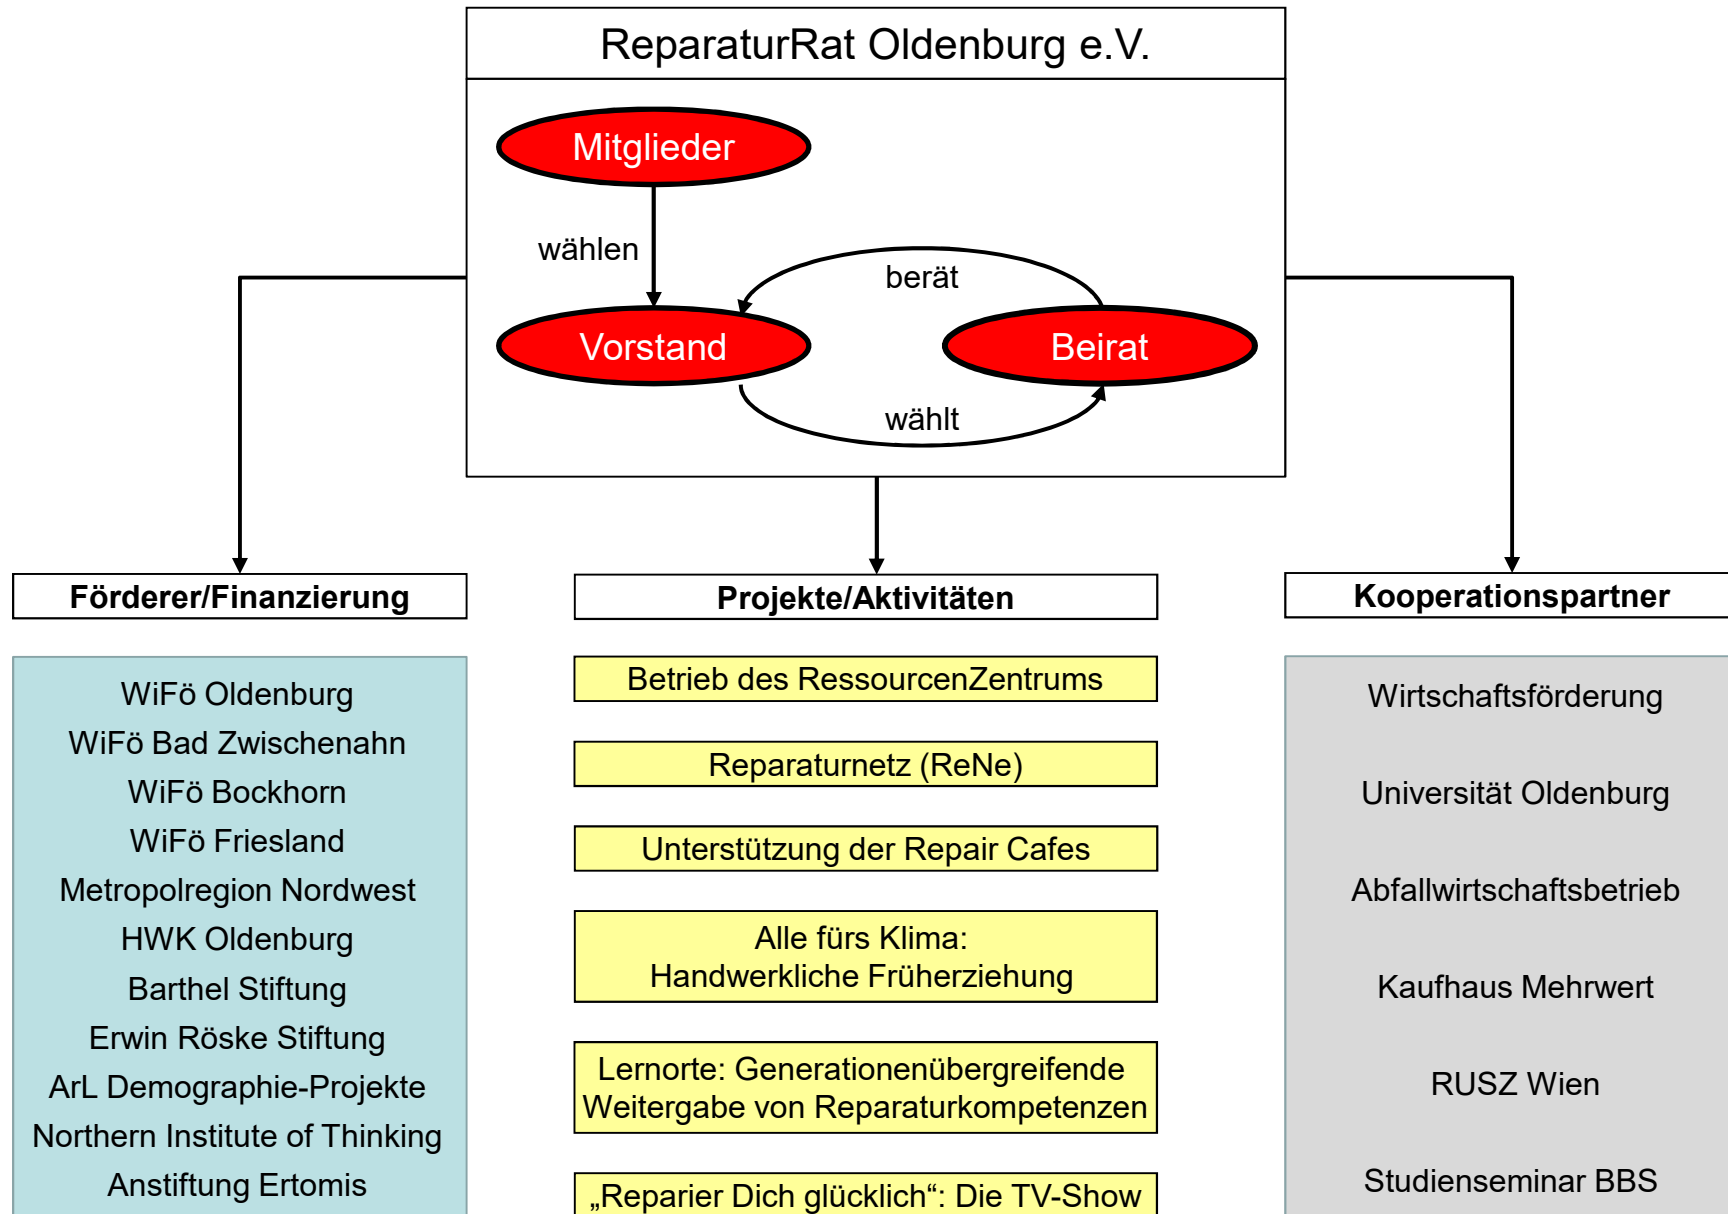 ReparaturRat Oldenburg e.V.
Mitglieder
wählen
berät
Vorstand
Beirat
wählt
Förderer/Finanzierung
WiFö Oldenburg
WiFö Bad Zwischenahn
WiFö Bockhorn
WiFö Friesland
Metropolregion Nordwest
HWK Oldenburg
Barthel Stiftung
Erwin Röske Stiftung
ArL Demographie-Projekte
Northern Institute of Thinking
Anstiftung Ertomis
Projekte/Aktivitäten
Betrieb des RessourcenZentrums
Reparaturnetz (ReNe)
Unterstützung der Repair Cafes
Alle fürs Klima:
Handwerkliche Früherziehung
Lernorte: Generationenübergreifende
Weitergabe von Reparaturkompetenzen
„Reparier Dich glücklich“: Die TV-Show
Kooperationspartner
Wirtschaftsförderung
Universität Oldenburg
Abfallwirtschaftsbetrieb
Kaufhaus Mehrwert
RUSZ Wien
Studienseminar BBS